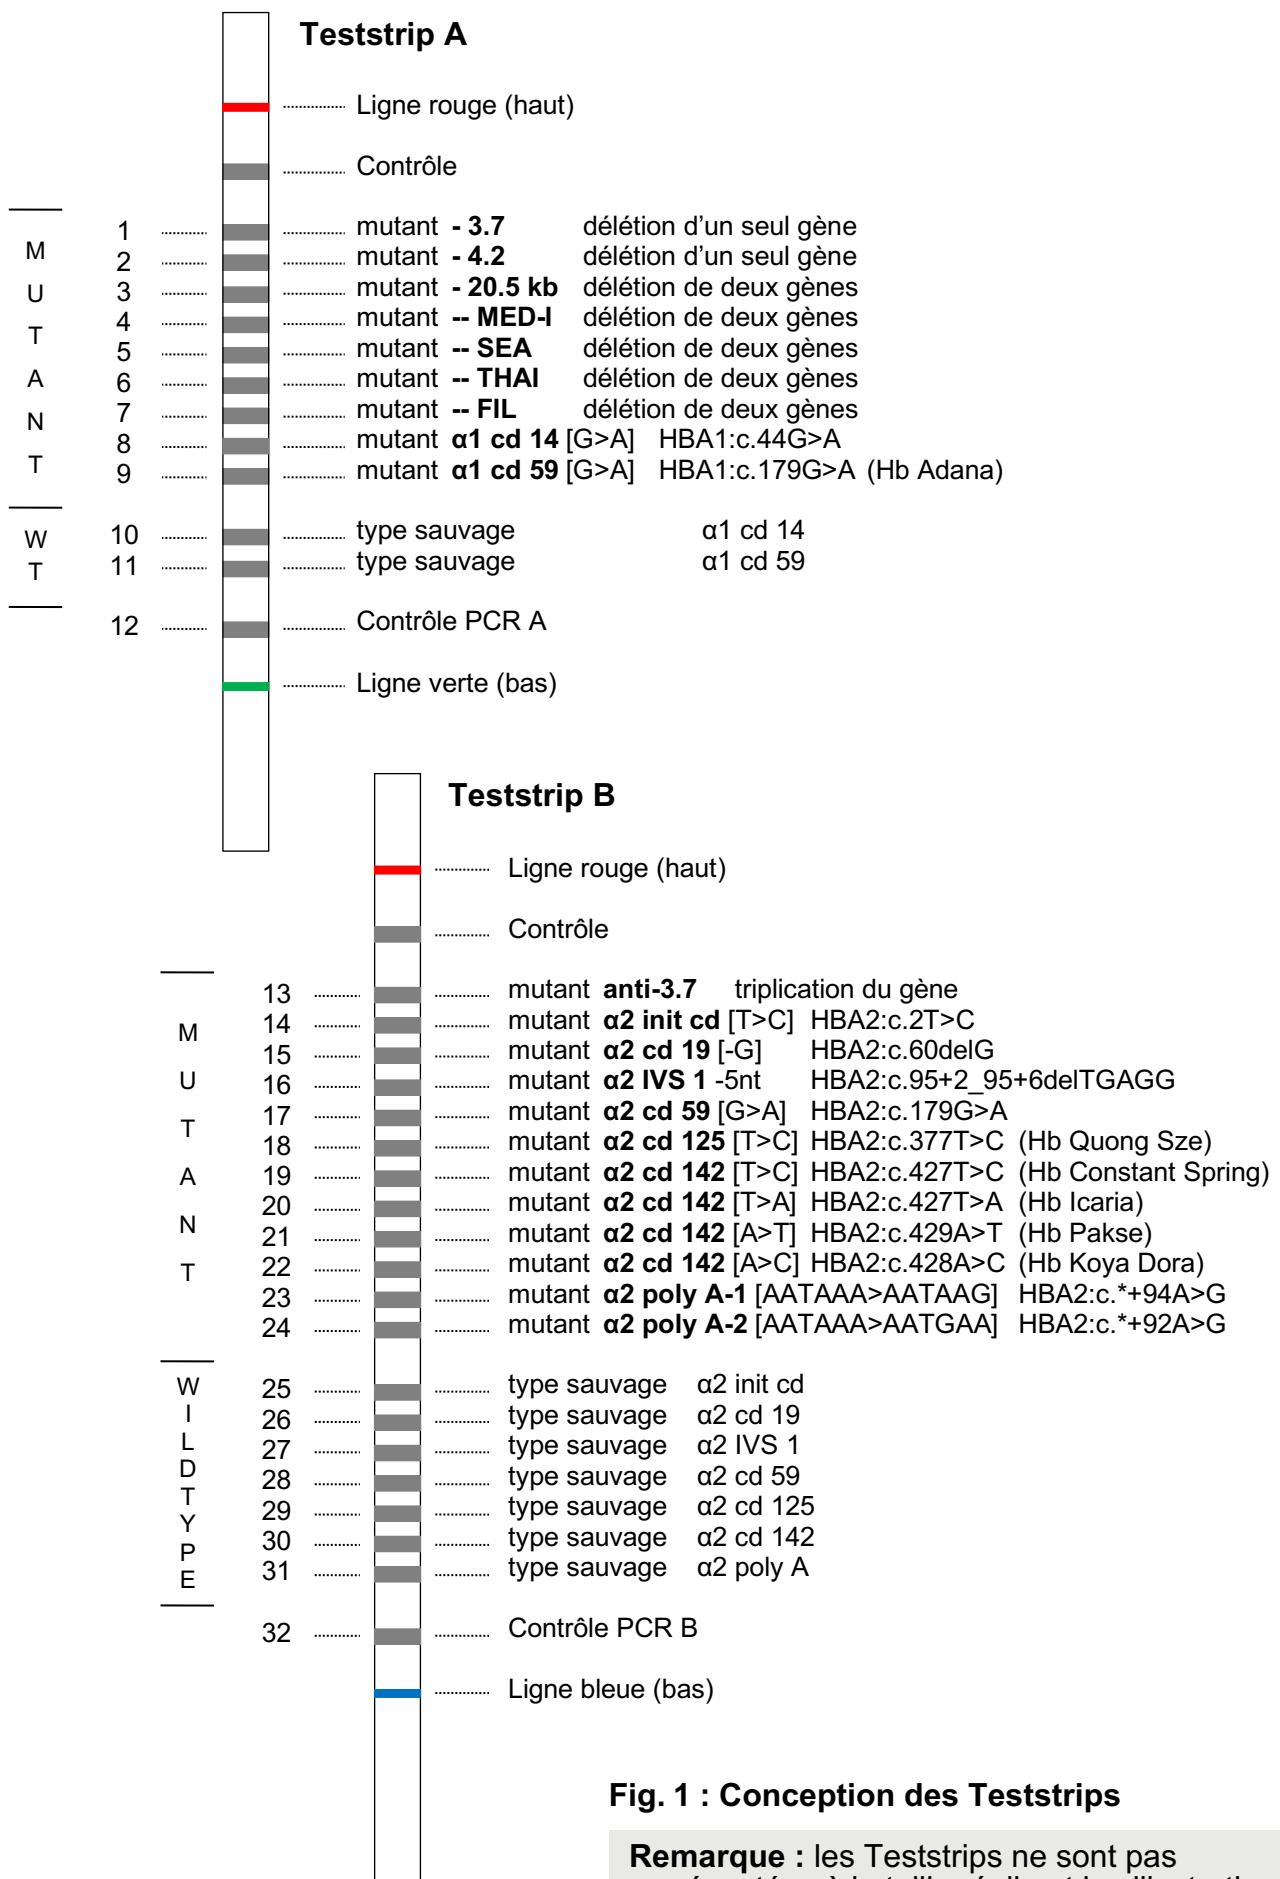 Teststrip A
Ligne rouge (haut)
Contrôle
MUTANT
1 mutant - 3.7 délétion d'un seul gène
2 mutant - 4.2 délétion d'un seul gène
3 mutant - 20.5 kb délétion de deux gènes
4 mutant -- MED-I délétion de deux gènes
5 mutant -- SEA délétion de deux gènes
6 mutant -- THAI délétion de deux gènes
7 mutant -- FIL délétion de deux gènes
8 mutant α1 cd 14 [G>A] HBA1:c.44G>A
9 mutant α1 cd 59 [G>A] HBA1:c.179G>A (Hb Adana)
WT
10 type sauvage α1 cd 14
11 type sauvage α1 cd 59
12 Contrôle PCR A
Ligne verte (bas)
Teststrip B
Ligne rouge (haut)
Contrôle
MUTANT
13 mutant anti-3.7 triplication du gène
14 mutant α2 init cd [T>C] HBA2:c.2T>C
15 mutant α2 cd 19 [-G] HBA2:c.60delG
16 mutant α2 IVS 1 -5nt HBA2:c.95+2_95+6delTGAGG
17 mutant α2 cd 59 [G>A] HBA2:c.179G>A
18 mutant α2 cd 125 [T>C] HBA2:c.377T>C (Hb Quong Sze)
19 mutant α2 cd 142 [T>C] HBA2:c.427T>C (Hb Constant Spring)
20 mutant α2 cd 142 [T>A] HBA2:c.427T>A (Hb Icaria)
21 mutant α2 cd 142 [A>T] HBA2:c.429A>T (Hb Pakse)
22 mutant α2 cd 142 [A>C] HBA2:c.428A>C (Hb Koya Dora)
23 mutant α2 poly A-1 [AATAAA>AATAAG] HBA2:c.*+94A>G
24 mutant α2 poly A-2 [AATAAA>AATGAA] HBA2:c.*+92A>G
WILDTYPE
25 type sauvage α2 init cd
26 type sauvage α2 cd 19
27 type sauvage α2 IVS 1
28 type sauvage α2 cd 59
29 type sauvage α2 cd 125
30 type sauvage α2 cd 142
31 type sauvage α2 poly A
32 Contrôle PCR B
Ligne bleue (bas)
Fig. 1 : Conception des Teststrips
Remarque : les Teststrips ne sont pas